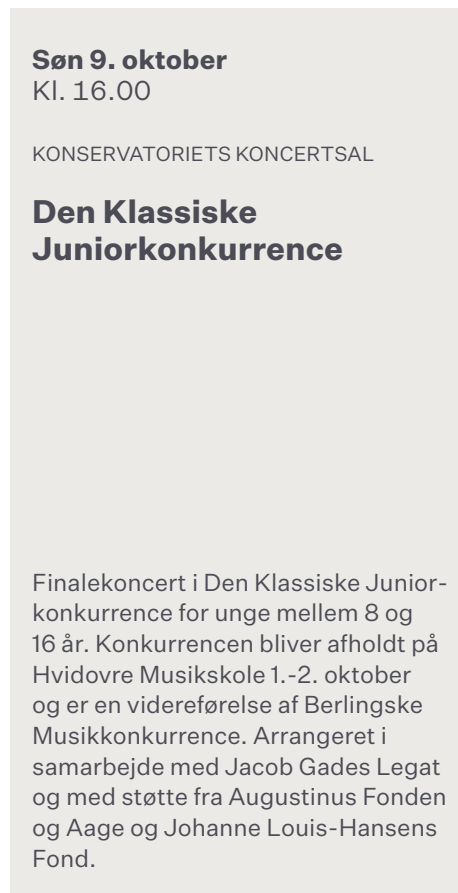 Søn 9. oktober
Kl. 16.00
KONSERVATORIETS KONCERTSAL
Den Klassiske
Juniorkonkurrence
Finalekoncert i Den Klassiske Junior-
konkurrence for unge mellem 8 og
16 år. Konkurrencen bliver afholdt på
Hvidovre Musikskole 1.-2. oktober
og er en videreførelse af Berlingske
Musikkonkurrence. Arrangeret i
samarbejde med Jacob Gades Legat
og med støtte fra Augustinus Fonden
og Aage og Johanne Louis-Hansens
Fond.